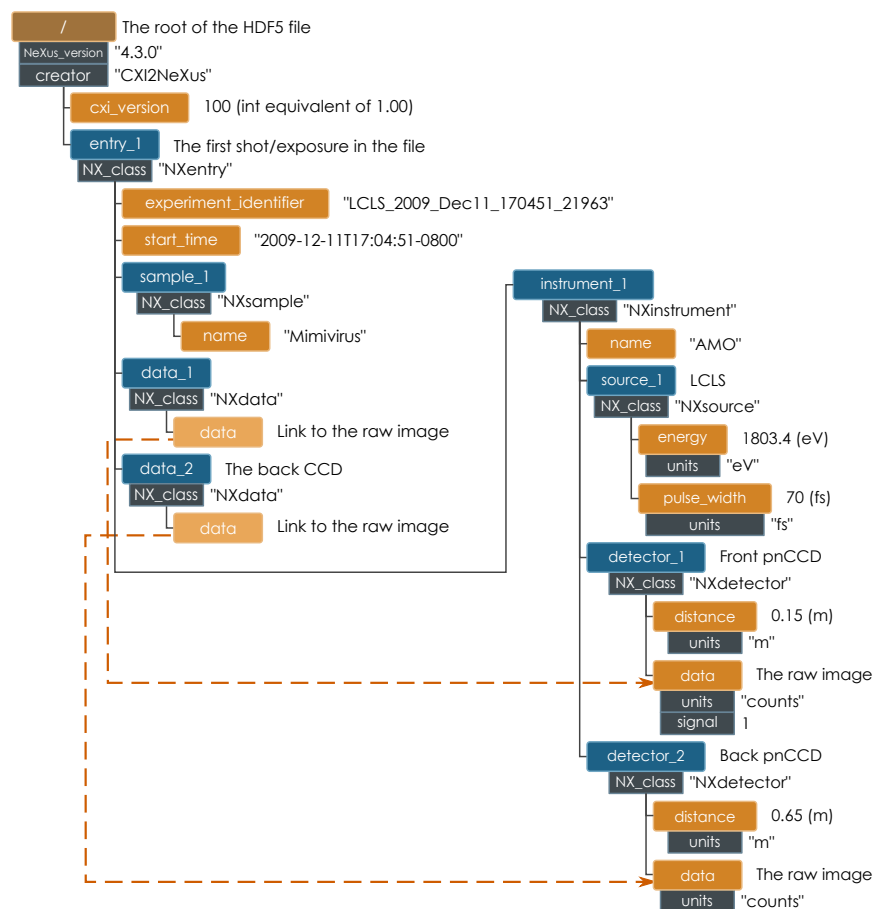 / The root of the HDF5 file
NeXus_version "4.3.0"
creator "CXI2NeXus"
cxi_version 100 (int equivalent of 1.00)
entry_1 The first shot/exposure in the file
NX_class "NXentry"
experiment_identifier "LCLS_2009_Dec11_170451_21963"
start_time "2009-12-11T17:04:51-0800"
sample_1
NX_class "NXsample"
name "Mimivirus"
data_1
NX_class "NXdata"
data Link to the raw image
data_2 The back CCD
NX_class "NXdata"
data Link to the raw image
instrument_1
NX_class "NXinstrument"
name "AMO"
source_1 LCLS
NX_class "NXsource"
energy 1803.4 (eV)
units "eV"
pulse_width 70 (fs)
units "fs"
detector_1 Front pnCCD
NX_class "NXdetector"
distance 0.15 (m)
units "m"
data The raw image
units "counts"
signal 1
detector_2 Back pnCCD
NX_class "NXdetector"
distance 0.65 (m)
units "m"
data The raw image
units "counts"